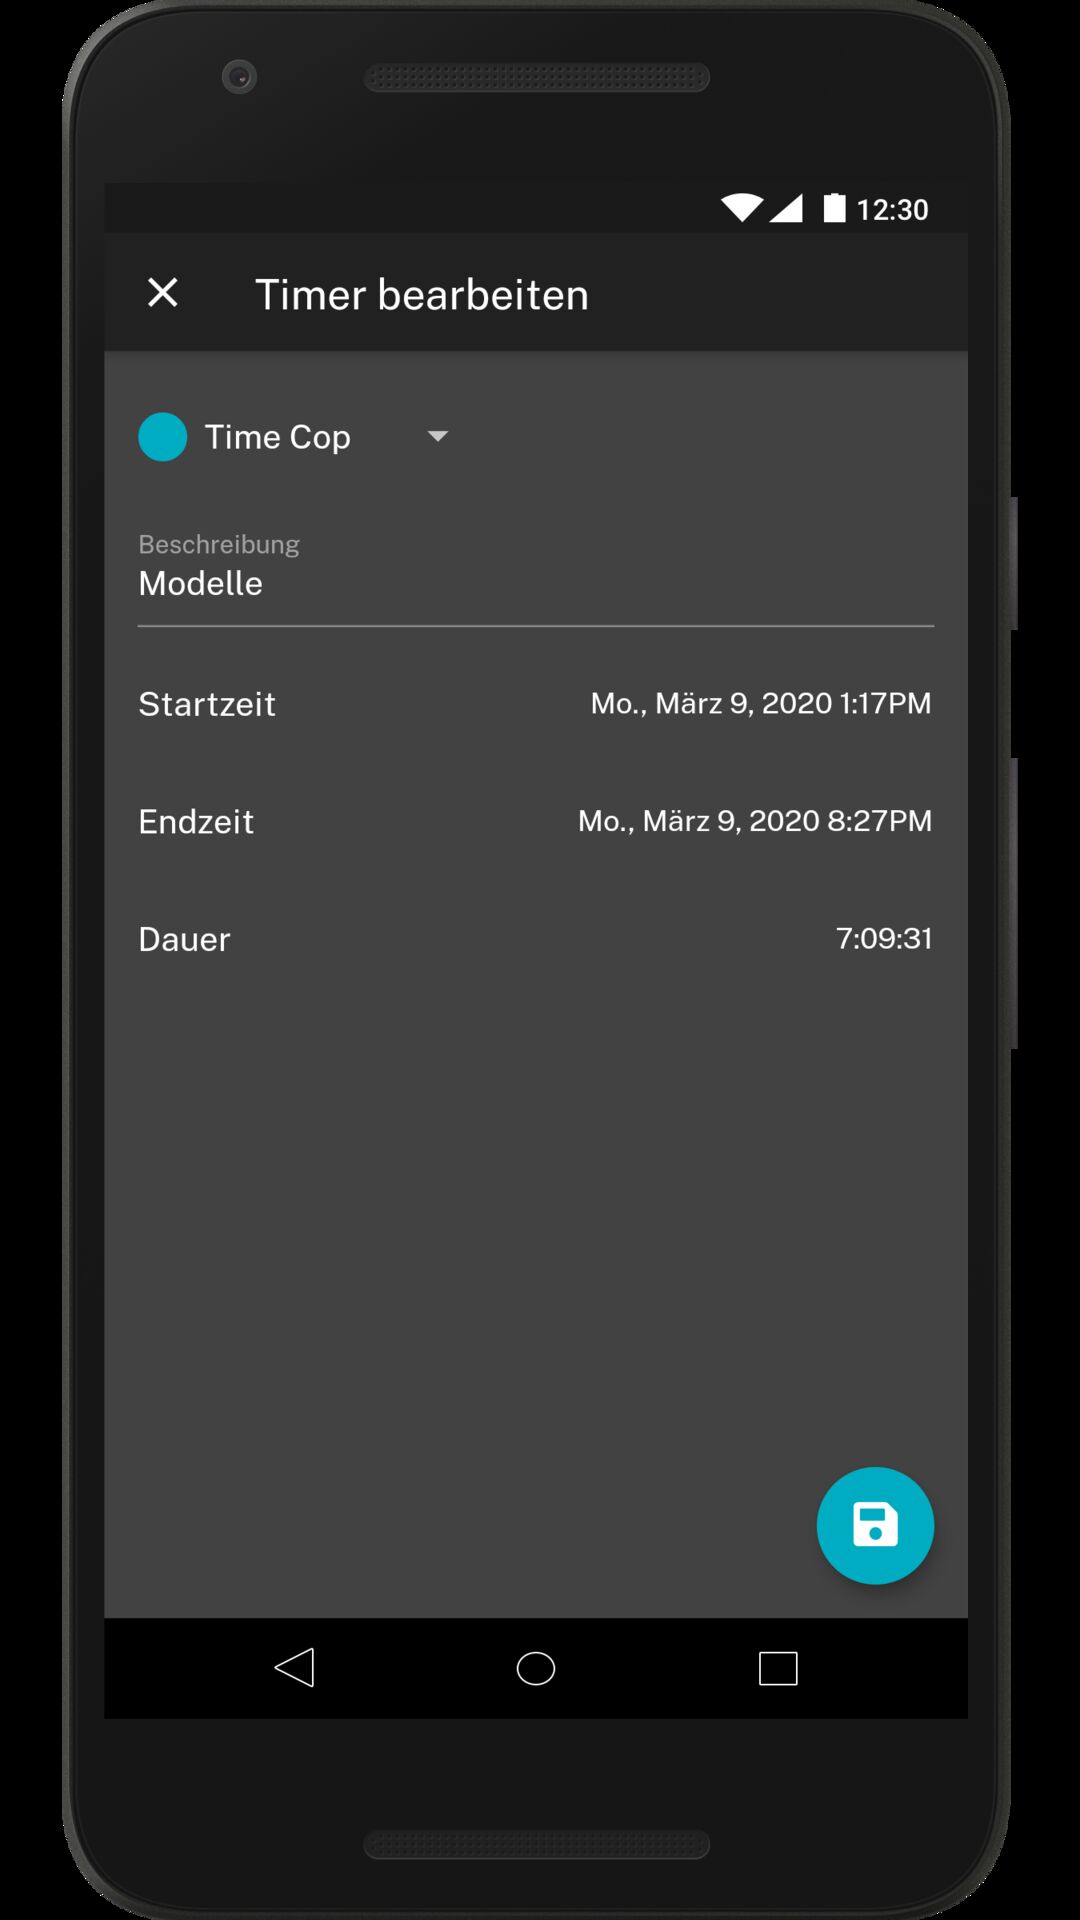 12:30
Timer bearbeiten
Time Cop
Beschreibung
Modelle
Startzeit Mo., März 9, 2020 1:17PM
Endzeit Mo., März 9, 2020 8:27PM
Dauer 7:09:31